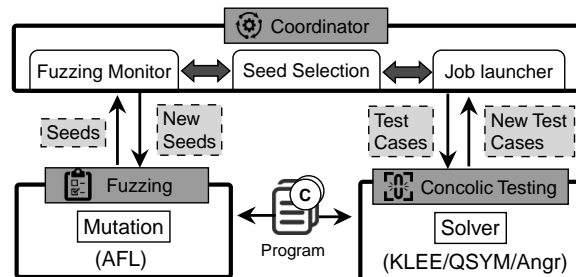 Coordinator
Fuzzing Monitor
Seed Selection
Job launcher
Seeds
New
Seeds
Test
Cases
New Test
Cases
Fuzzing
C
Concolic Testing
Mutation
(AFL)
Program
Solver
(KLEE/QSYM/Angr)